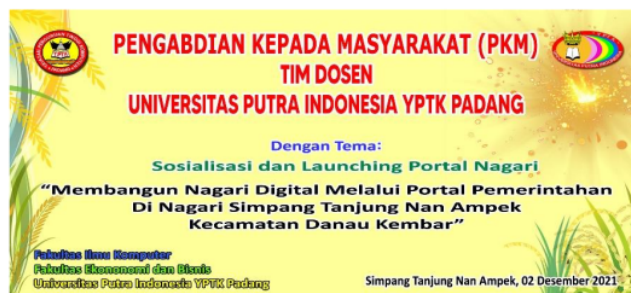 PENGABDIAN KEPADA MASYARAKAT (PKM)
TIM DOSEN
UNIVERSITAS PUTRA INDONESIA YPTK PADANG
Dengan Tema:
Sosialisasi dan Launching Portal Nagari
“Membangun Nagari Digital Melalui Portal Pemerintahan
Di Nagari Simpang Tanjung Nan Ampek
Kecamatan Danau Kembar”
Fakultas Ilmu Komputer
Fakultas Ekononomi dan Bisnis
Universitas Putra Indonesia YPTK Padang
Simpang Tanjung Nan Ampek, 02 Desember 2021